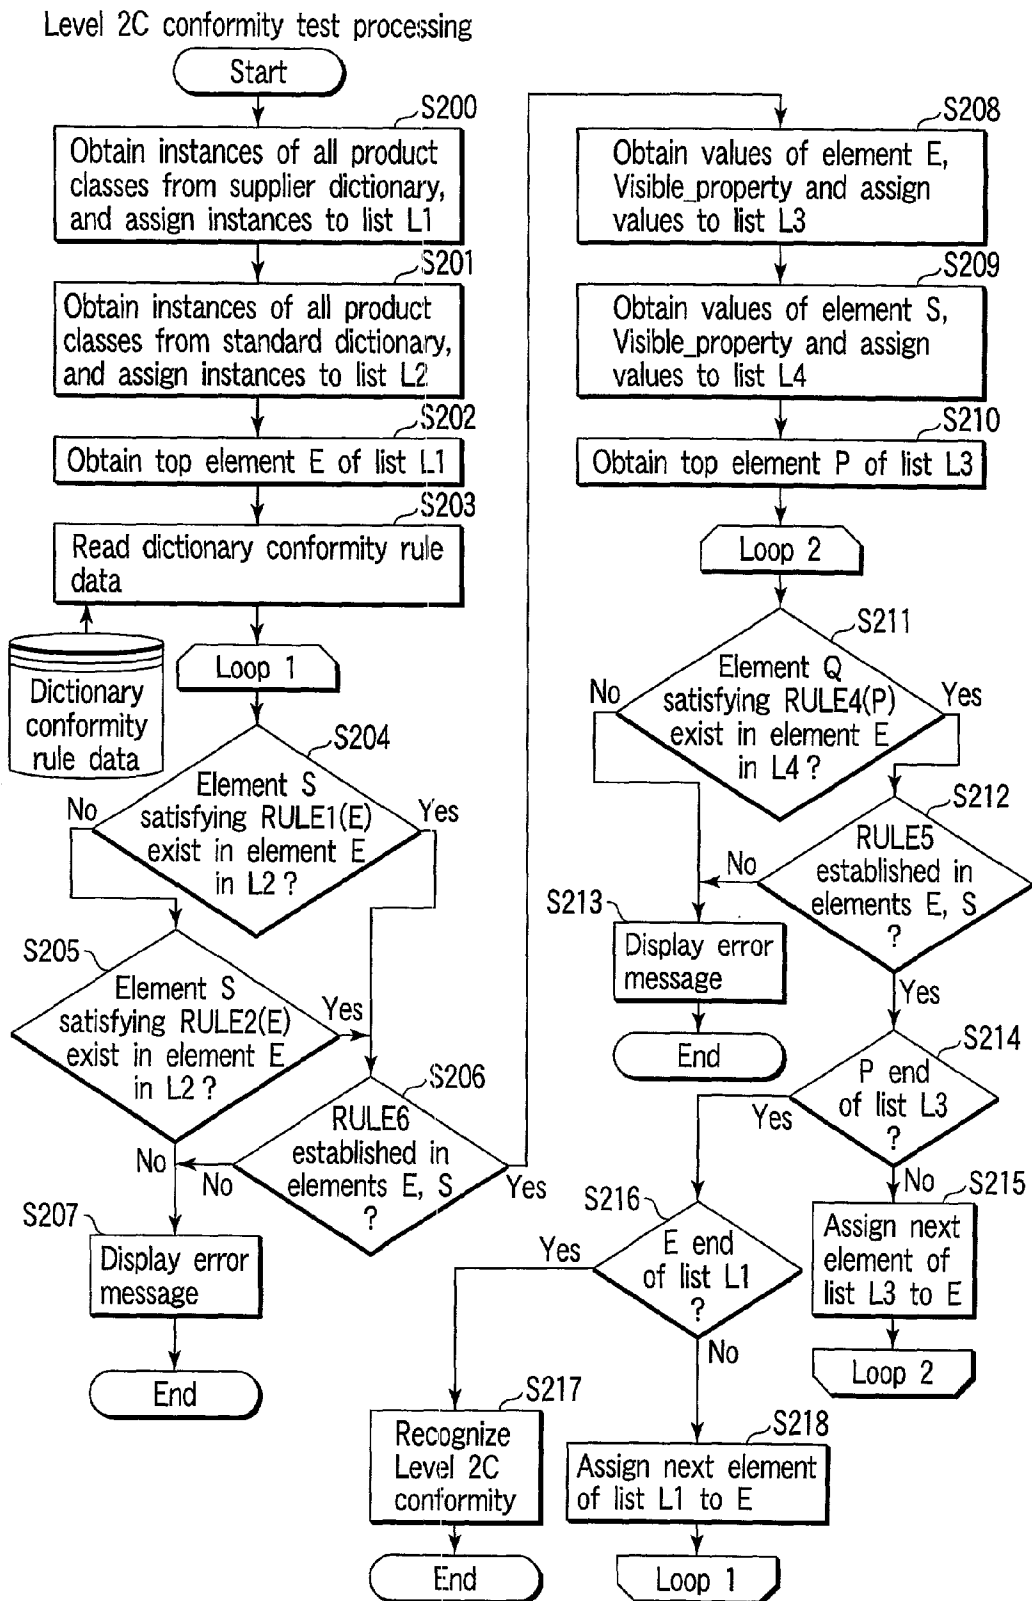 Level 2C conformity test processing
Start
S200
Obtain instances of all product
classes from supplier dictionary,
and assign instances to list L1
S201
Obtain instances of all product
classes from standard dictionary,
and assign instances to list L2
S202
Obtain top element E of list L1
S203
Read dictionary conformity rule
data
Dictionary
conformity
rule data
Loop 1
S204
Element S
satisfying RULE1(E)
exist in element E
in L2 ?
No
Yes
S205
Element S
satisfying RULE2(E)
exist in element E
in L2 ?
Yes
No
S206
RULE6
established in
elements E, S
?
No
Yes
S207
Display error
message
End
S208
Obtain values of element E,
Visible_property and assign
values to list L3
S209
Obtain values of element S,
Visible_property and assign
values to list L4
S210
Obtain top element P of list L3
Loop 2
S211
Element Q
satisfying RULE4(P)
exist in element E
in L4 ?
No
Yes
S212
RULE5
established in
elements E, S
?
No
Yes
S213
Display error
message
End
S214
P end
of list L3
?
Yes
No
S215
Assign next
element of
list L3 to E
Loop 2
S216
E end
of list L1
?
Yes
No
S217
Recognize
Level 2C
conformity
End
S218
Assign next element
of list L1 to E
Loop 1